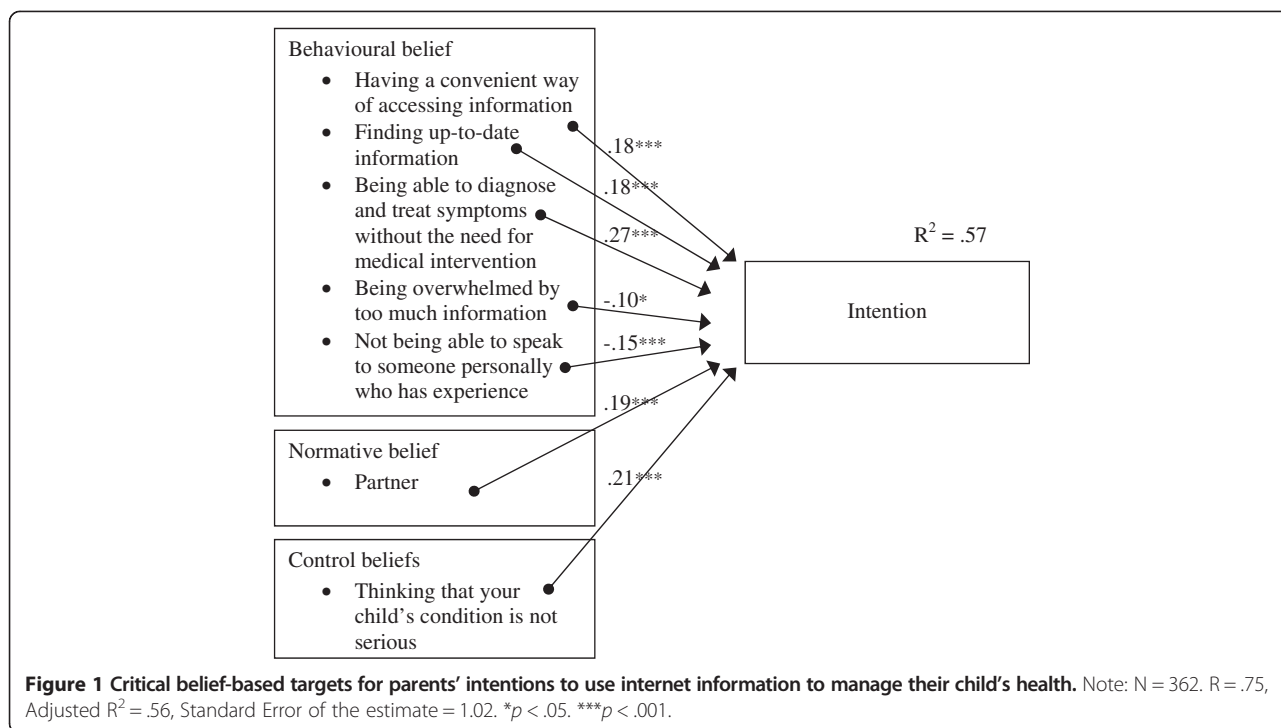 Behavioural belief
• Having a convenient way
of accessing information
• Finding up-to-date
information
• Being able to diagnose
and treat symptoms
without the need for
medical intervention
• Being overwhelmed by
too much information
• Not being able to speak
to someone personally
who has experience
.18***
.18***
.27***
-.10*
-.15***
.19***
.21***
R² = .57
Intention
Normative belief
• Partner
Control beliefs
• Thinking that your
child's condition is not
serious
Figure 1 Critical belief-based targets for parents' intentions to use internet information to manage their child's health. Note: N = 362. R = .75,
Adjusted R² = .56, Standard Error of the estimate = 1.02. *p < .05. ***p < .001.